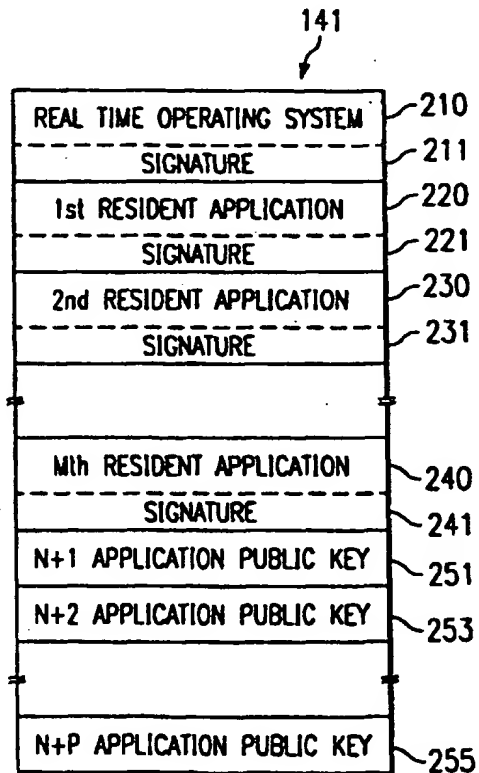 141
REAL TIME OPERATING SYSTEM 210
SIGNATURE 211
1st RESIDENT APPLICATION 220
SIGNATURE 221
2nd RESIDENT APPLICATION 230
SIGNATURE 231
Mth RESIDENT APPLICATION 240
SIGNATURE 241
N+1 APPLICATION PUBLIC KEY 251
N+2 APPLICATION PUBLIC KEY 253
N+P APPLICATION PUBLIC KEY 255